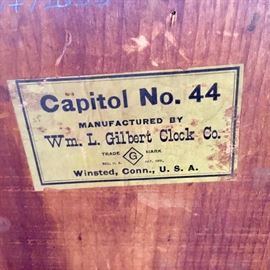 Capitol No. 44
MANUFACTURED BY
Wm. L. Gilbert Clock Co.
TRADE G MARK
Winsted, Conn., U. S. A.